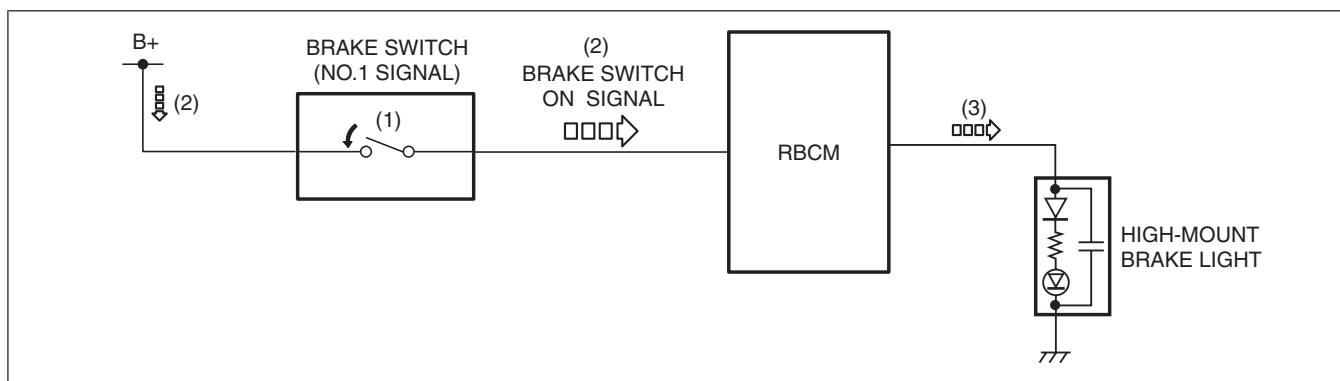 B+
(2)
BRAKE SWITCH
(NO.1 SIGNAL)
(1)
(2)
BRAKE SWITCH
ON SIGNAL
RBCM
(3)
HIGH-MOUNT
BRAKE LIGHT